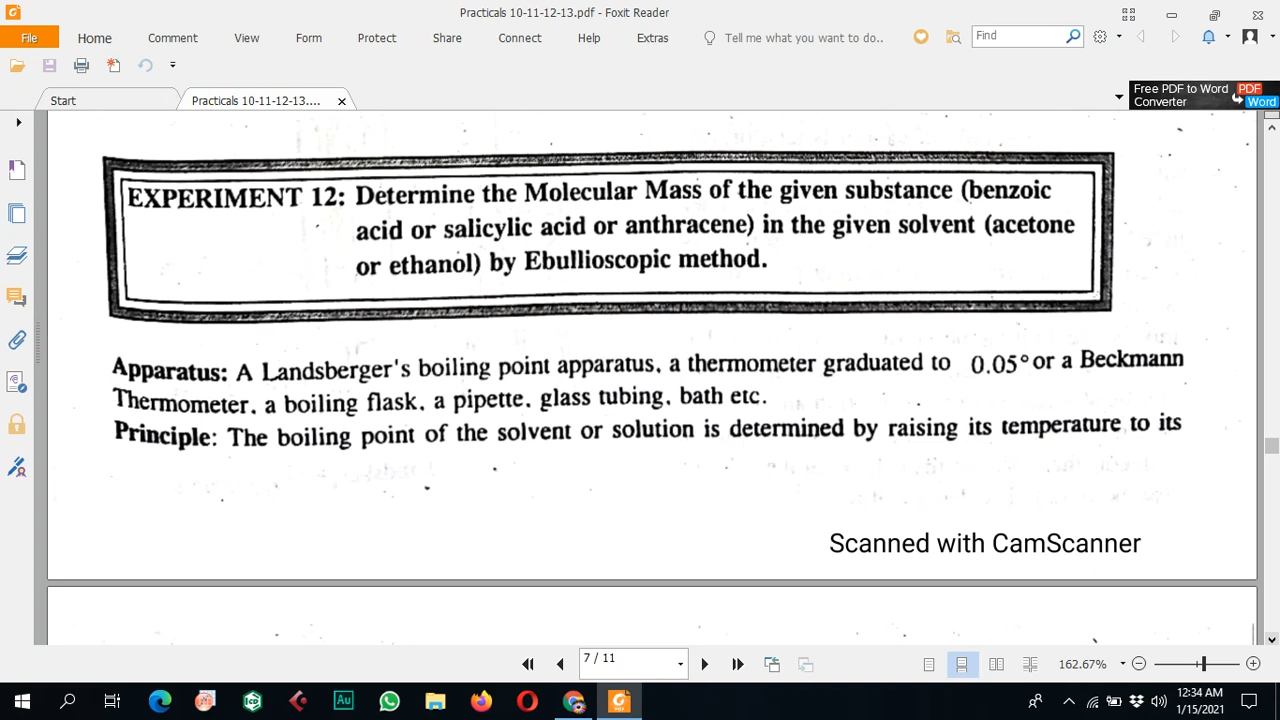 Practicals 10-11-12-13.pdf - Foxit Reader
File Home Comment View Form Protect Share Connect Help Extras Tell me what you want to do.. Find
Start Practicals 10-11-12-13.... Free PDF to Word Converter PDF Word
EXPERIMENT 12: Determine the Molecular Mass of the given substance (benzoic
acid or salicylic acid or anthracene) in the given solvent (acetone
or ethanol) by Ebullioscopic method.
Apparatus: A Landsberger's boiling point apparatus, a thermometer graduated to 0.05° or a Beckmann
Thermometer, a boiling flask, a pipette, glass tubing, bath etc.
Principle: The boiling point of the solvent or solution is determined by raising its temperature to its
Scanned with CamScanner
7 / 11 162.67%
Au
12:34 AM
1/15/2021